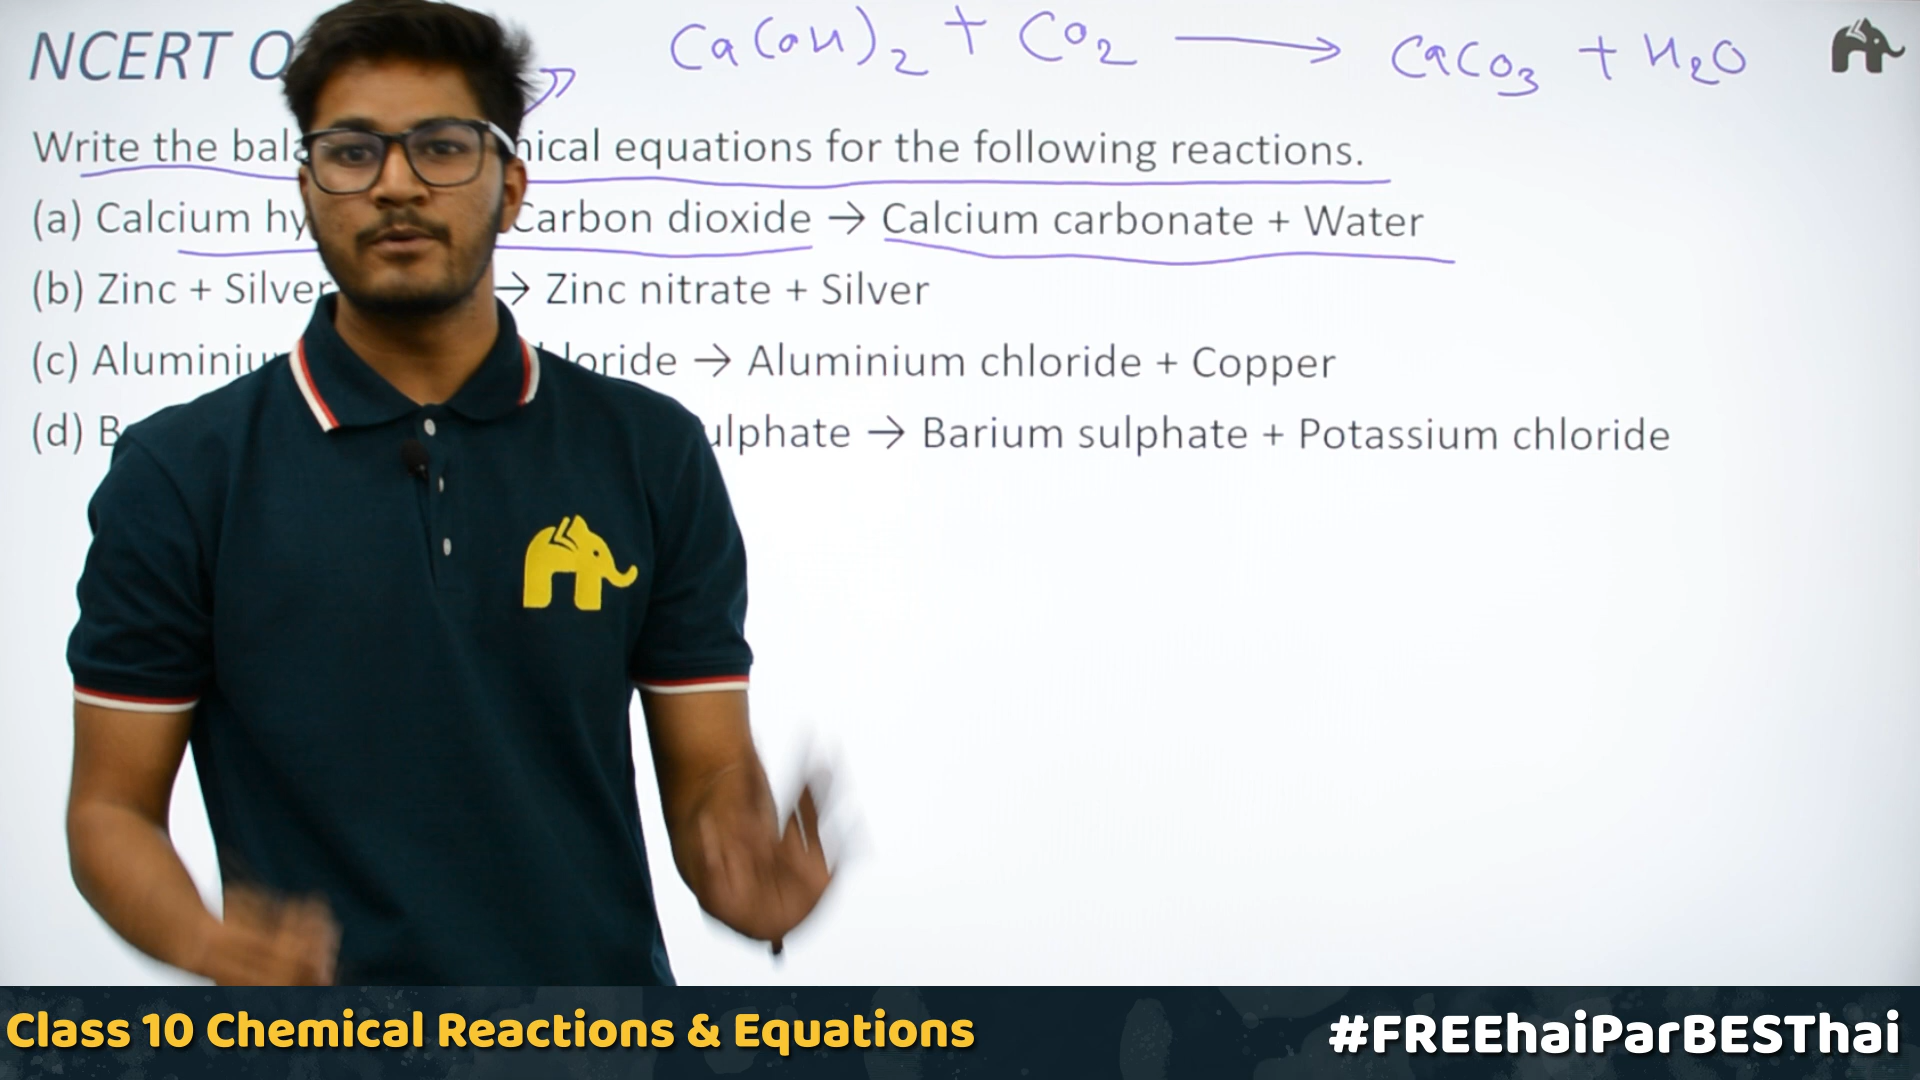 NCERT
Ca(OH)2 + CO2 → CaCO3 + H2O
Write the bala nical equations for the following reactions.
(a) Calcium hy Carbon dioxide → Calcium carbonate + Water
(b) Zinc + Silver → Zinc nitrate + Silver
(c) Aluminiu loride → Aluminium chloride + Copper
(d) B ulphate → Barium sulphate + Potassium chloride
Class 10 Chemical Reactions & Equations
#FREEhaiParBESThai